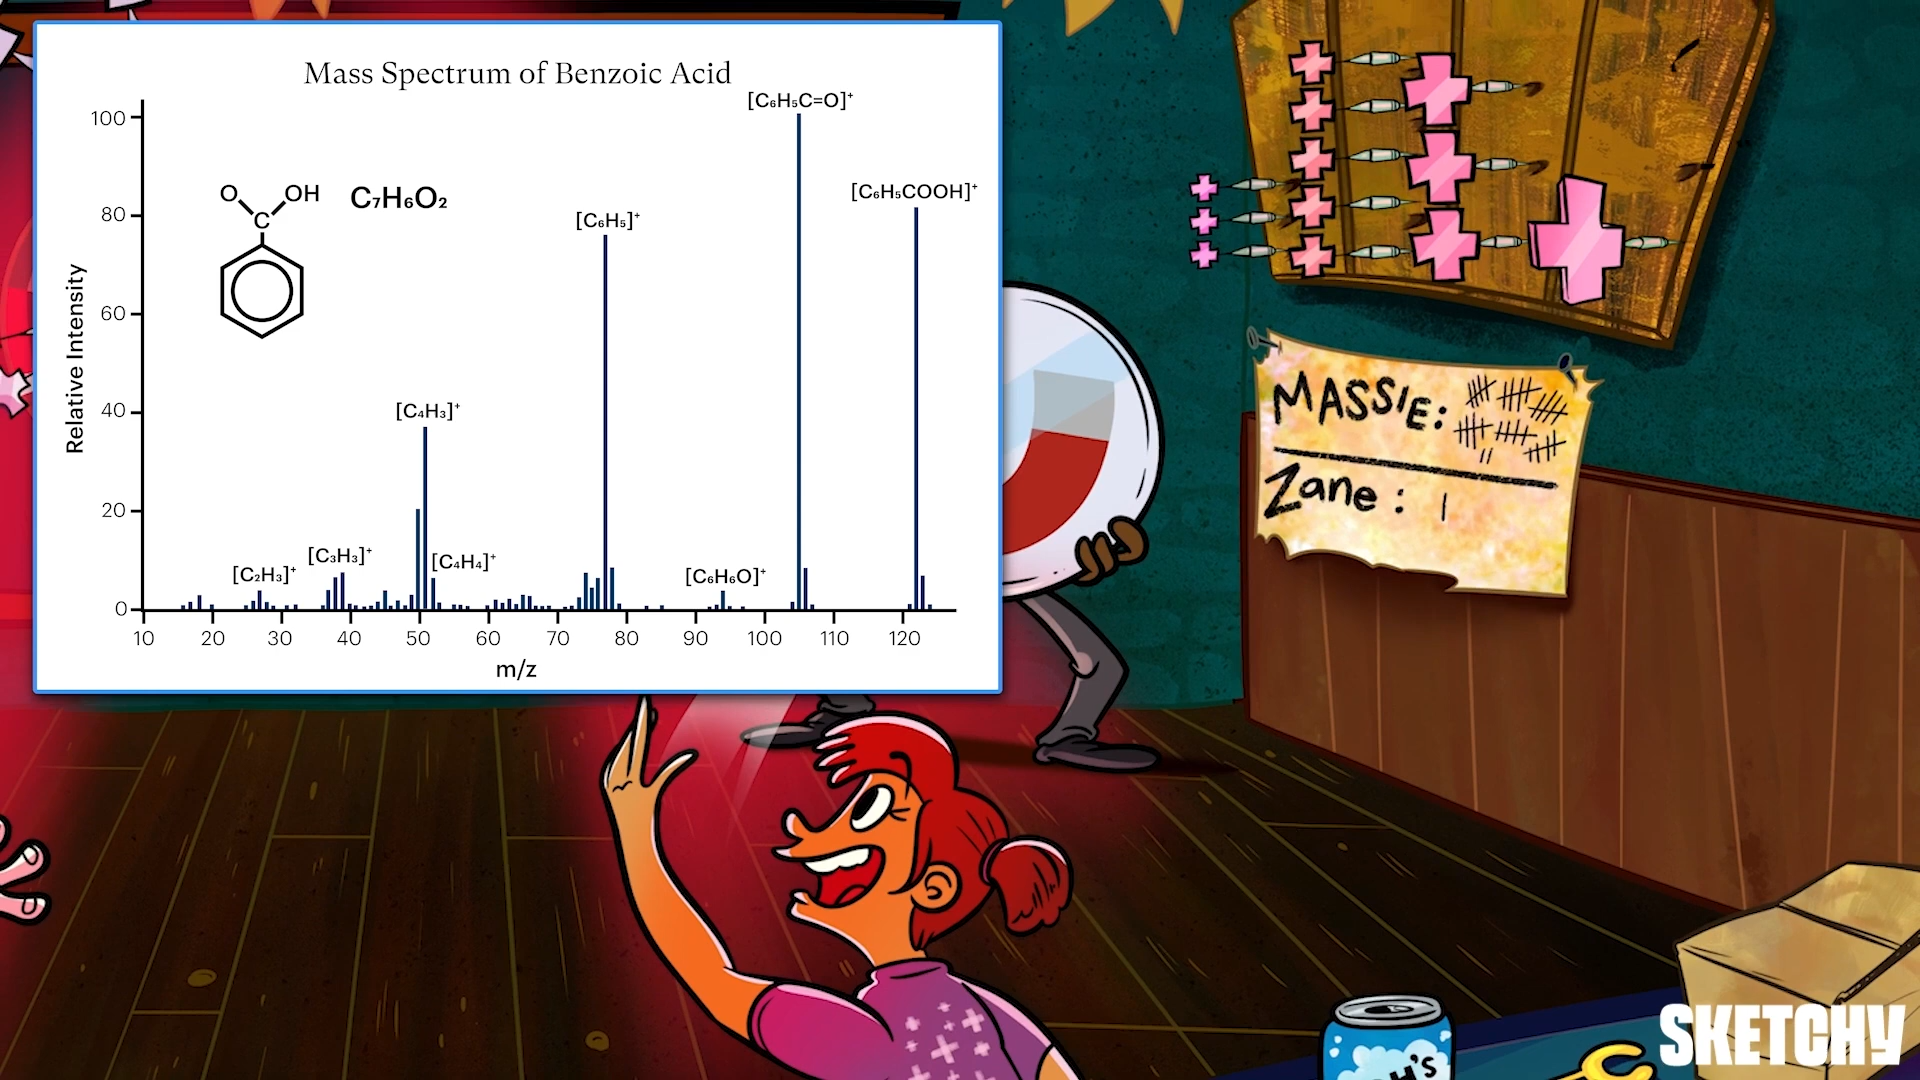 Mass Spectrum of Benzoic Acid
Relative Intensity
100
80
60
40
20
0
O
OH
C
C₇H₆O₂
[C₂H₃]⁺
[C₃H₃]⁺
[C₄H₃]⁺
[C₄H₄]⁺
[C₆H₅]⁺
[C₆H₆O]⁺
[C₆H₅C=O]⁺
[C₆H₅COOH]⁺
10 20 30 40 50 60 70 80 90 100 110 120
m/z
MASSIE:
Zane: I
SKETCHY